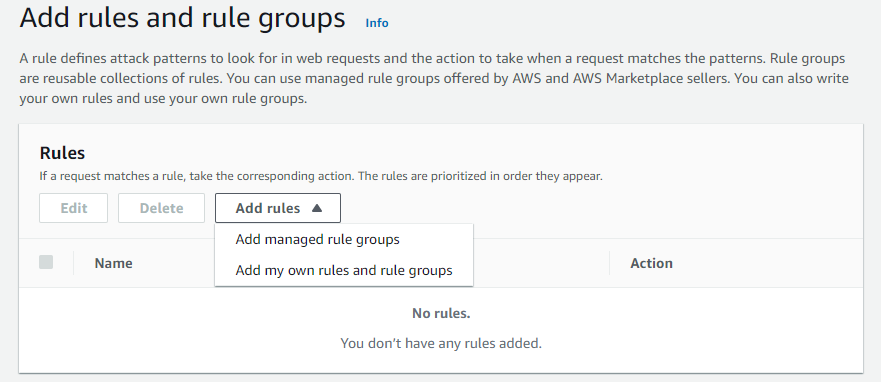 Add rules and rule groups Info
A rule defines attack patterns to look for in web requests and the action to take when a request matches the patterns. Rule groups
are reusable collections of rules. You can use managed rule groups offered by AWS and AWS Marketplace sellers. You can also write
your own rules and use your own rule groups.
Rules
If a request matches a rule, take the corresponding action. The rules are prioritized in order they appear.
Edit Delete Add rules
Add managed rule groups
Add my own rules and rule groups
Name Action
No rules.
You don't have any rules added.